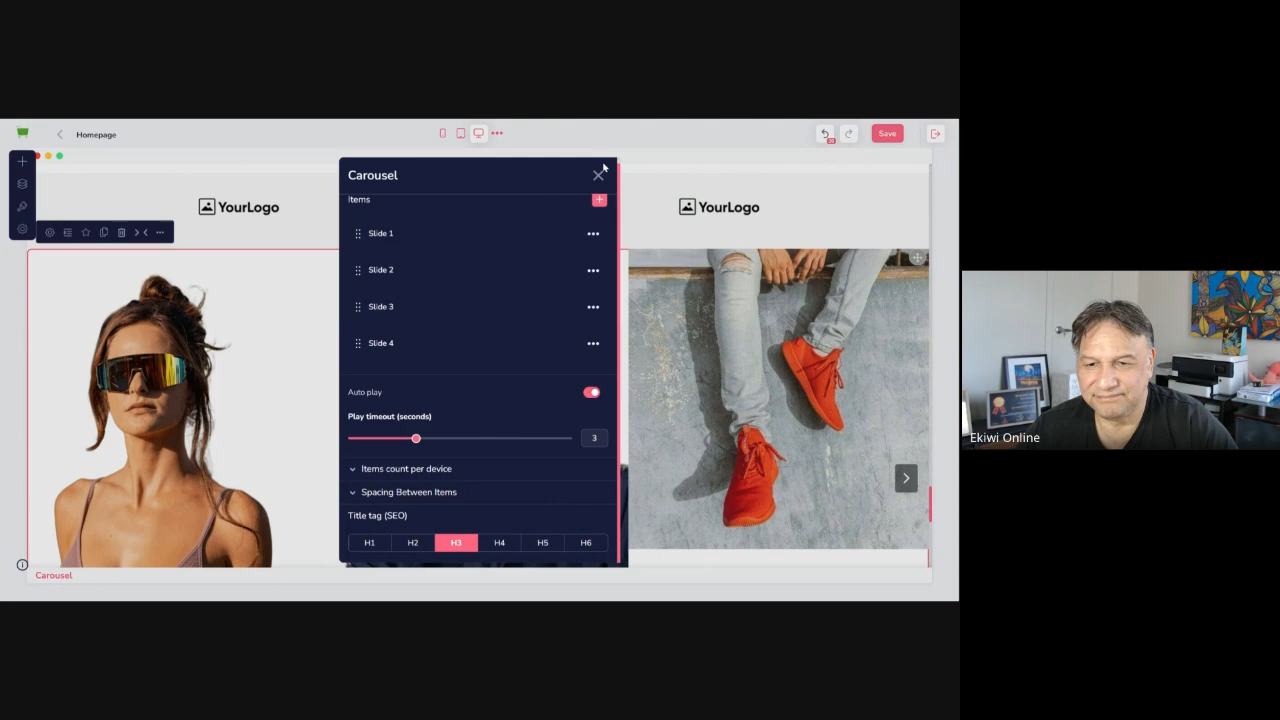 Homepage
Save
Carousel
Items
YourLogo
YourLogo
Slide 1
Slide 2
Slide 3
Slide 4
Auto play
Play timeout (seconds)
3
Items count per device
Spacing Between Items
Title tag (SEO)
H1 H2 H3 H4 H5 H6
Carousel
Ekiwi Online